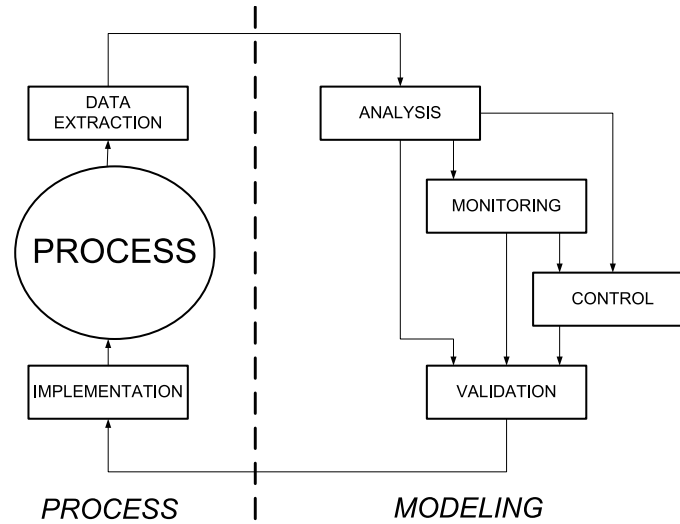 DATA
EXTRACTION
PROCESS
IMPLEMENTATION
PROCESS
ANALYSIS
MONITORING
CONTROL
VALIDATION
MODELING